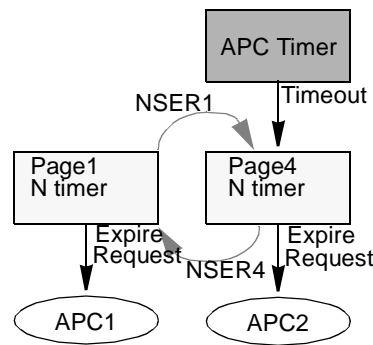 APC Timer
Timeout
NSER1
Page1
N timer
Page4
N timer
Expire
Request
NSER4
Expire
Request
APC1
APC2